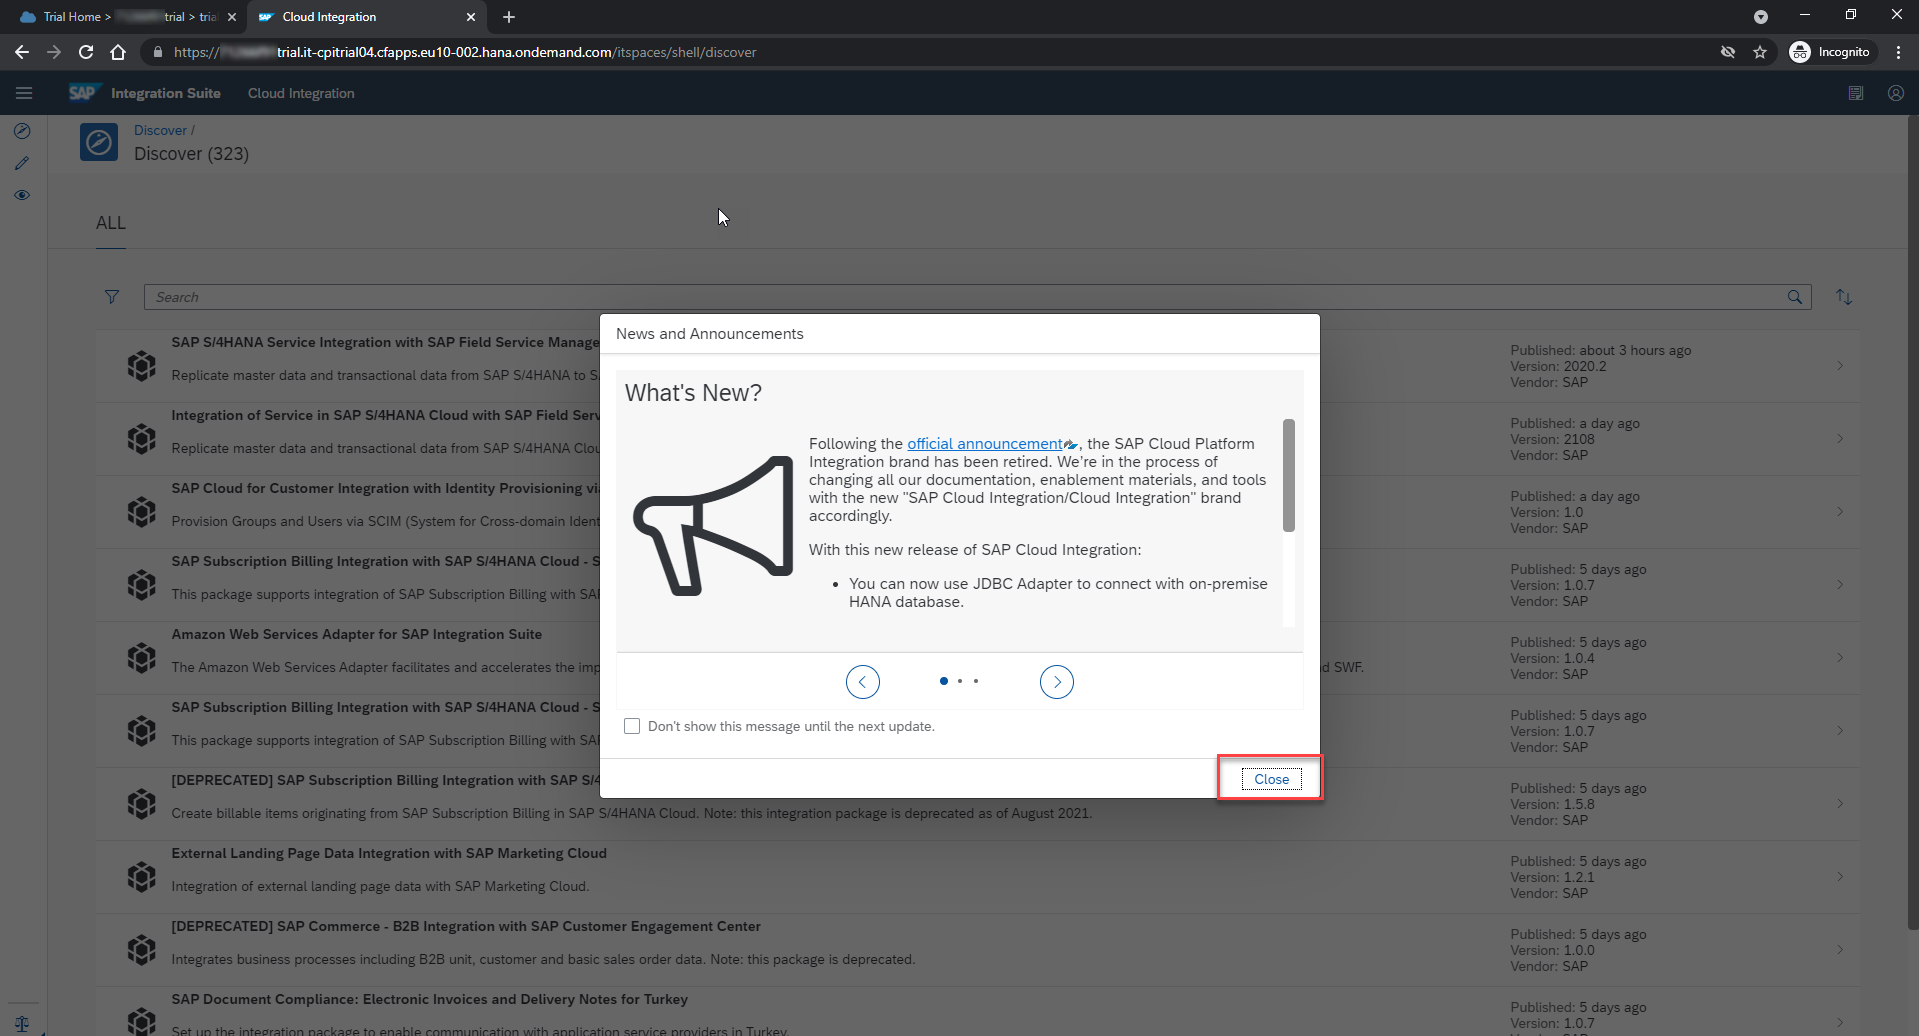 Trial Home >
trial > tria
SAP
Cloud Integration
https://
trial.it-cpitrial04.cfapps.eu10-002.hana.ondemand.com/itspaces/shell/discover
Incognito
SAP
Integration Suite
Cloud Integration
Discover /
Discover (323)
ALL
Search
SAP S/4HANA Service Integration with SAP Field Service Manage
Replicate master data and transactional data from SAP S/4HANA to S
Published: about 3 hours ago
Version: 2020.2
Vendor: SAP
Integration of Service in SAP S/4HANA Cloud with SAP Field Serv
Replicate master data and transactional data from SAP S/4HANA Clou
Published: a day ago
Version: 2108
Vendor: SAP
SAP Cloud for Customer Integration with Identity Provisioning via
Provision Groups and Users via SCIM (System for Cross-domain Ident
Published: a day ago
Version: 1.0
Vendor: SAP
SAP Subscription Billing Integration with SAP S/4HANA Cloud - S
This package supports integration of SAP Subscription Billing with SAP
Published: 5 days ago
Version: 1.0.7
Vendor: SAP
Amazon Web Services Adapter for SAP Integration Suite
The Amazon Web Services Adapter facilitates and accelerates the imp
d SWF.
Published: 5 days ago
Version: 1.0.4
Vendor: SAP
SAP Subscription Billing Integration with SAP S/4HANA Cloud - S
This package supports integration of SAP Subscription Billing with SAP
Published: 5 days ago
Version: 1.0.7
Vendor: SAP
[DEPRECATED] SAP Subscription Billing Integration with SAP S/4
Create billable items originating from SAP Subscription Billing in SAP S/4HANA Cloud. Note: this integration package is deprecated as of August 2021.
Published: 5 days ago
Version: 1.5.8
Vendor: SAP
External Landing Page Data Integration with SAP Marketing Cloud
Integration of external landing page data with SAP Marketing Cloud.
Published: 5 days ago
Version: 1.2.1
Vendor: SAP
[DEPRECATED] SAP Commerce - B2B Integration with SAP Customer Engagement Center
Integrates business processes including B2B unit, customer and basic sales order data. Note: this package is deprecated.
Published: 5 days ago
Version: 1.0.0
Vendor: SAP
SAP Document Compliance: Electronic Invoices and Delivery Notes for Turkey
Set up the integration package to enable communication with application service providers in Turkey.
Published: 5 days ago
Version: 1.0.7
News and Announcements
What's New?
Following the official announcement, the SAP Cloud Platform
Integration brand has been retired. We're in the process of
changing all our documentation, enablement materials, and tools
with the new "SAP Cloud Integration/Cloud Integration" brand
accordingly.
With this new release of SAP Cloud Integration:
• You can now use JDBC Adapter to connect with on-premise
HANA database.
Don't show this message until the next update.
Close